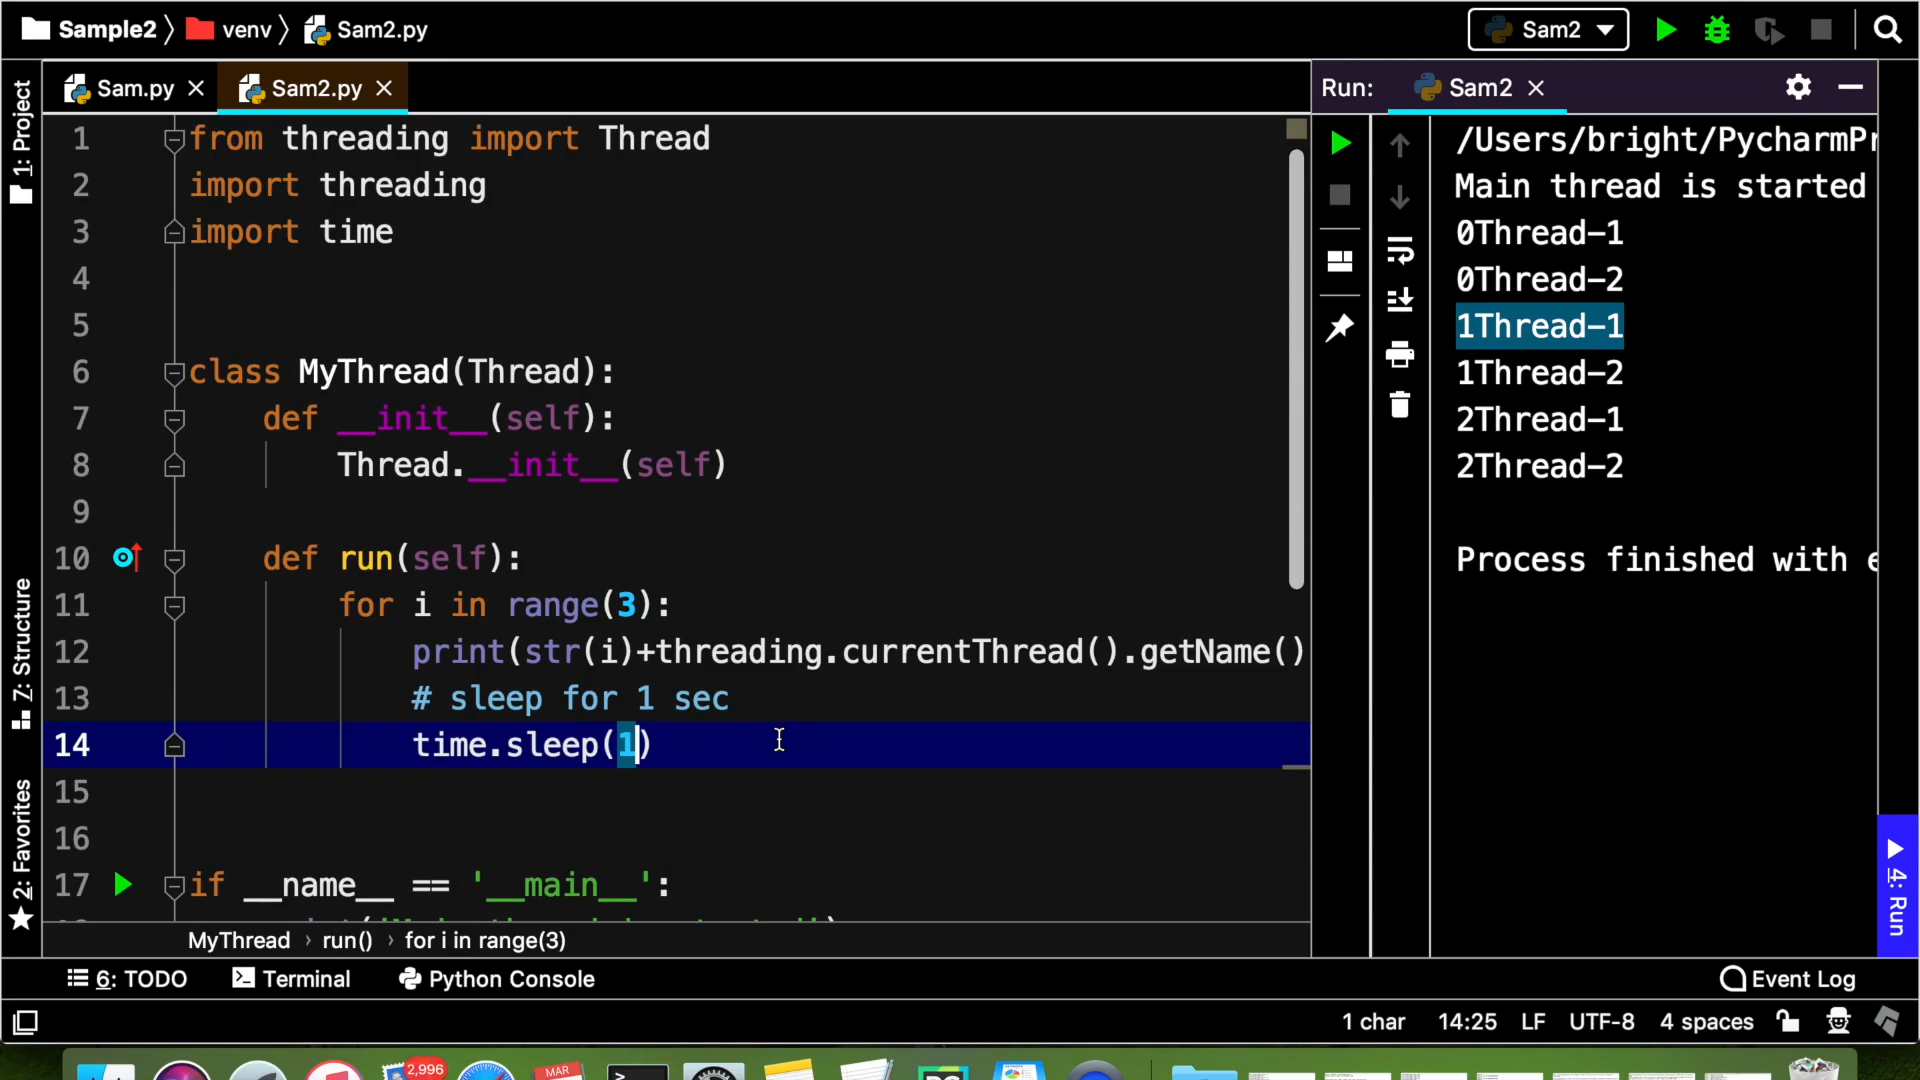 Sample2 venv Sam2.py
Sam2
Sam.py Sam2.py
Run: Sam2
1: Project
Z: Structure
2: Favorites
1 from threading import Thread
2 import threading
3 import time
4
5
6 class MyThread(Thread):
7 def __init__(self):
8 Thread.__init__(self)
9
10 def run(self):
11 for i in range(3):
12 print(str(i)+threading.currentThread().getName()
13 # sleep for 1 sec
14 time.sleep(1)
15
16
17 if __name__ == '__main__':
MyThread › run() › for i in range(3)
/Users/bright/PycharmPr
Main thread is started
0Thread-1
0Thread-2
1Thread-1
1Thread-2
2Thread-1
2Thread-2
Process finished with e
4: Run
6: TODO Terminal Python Console Event Log
1 char 14:25 LF UTF-8 4 spaces
2,996
MAR